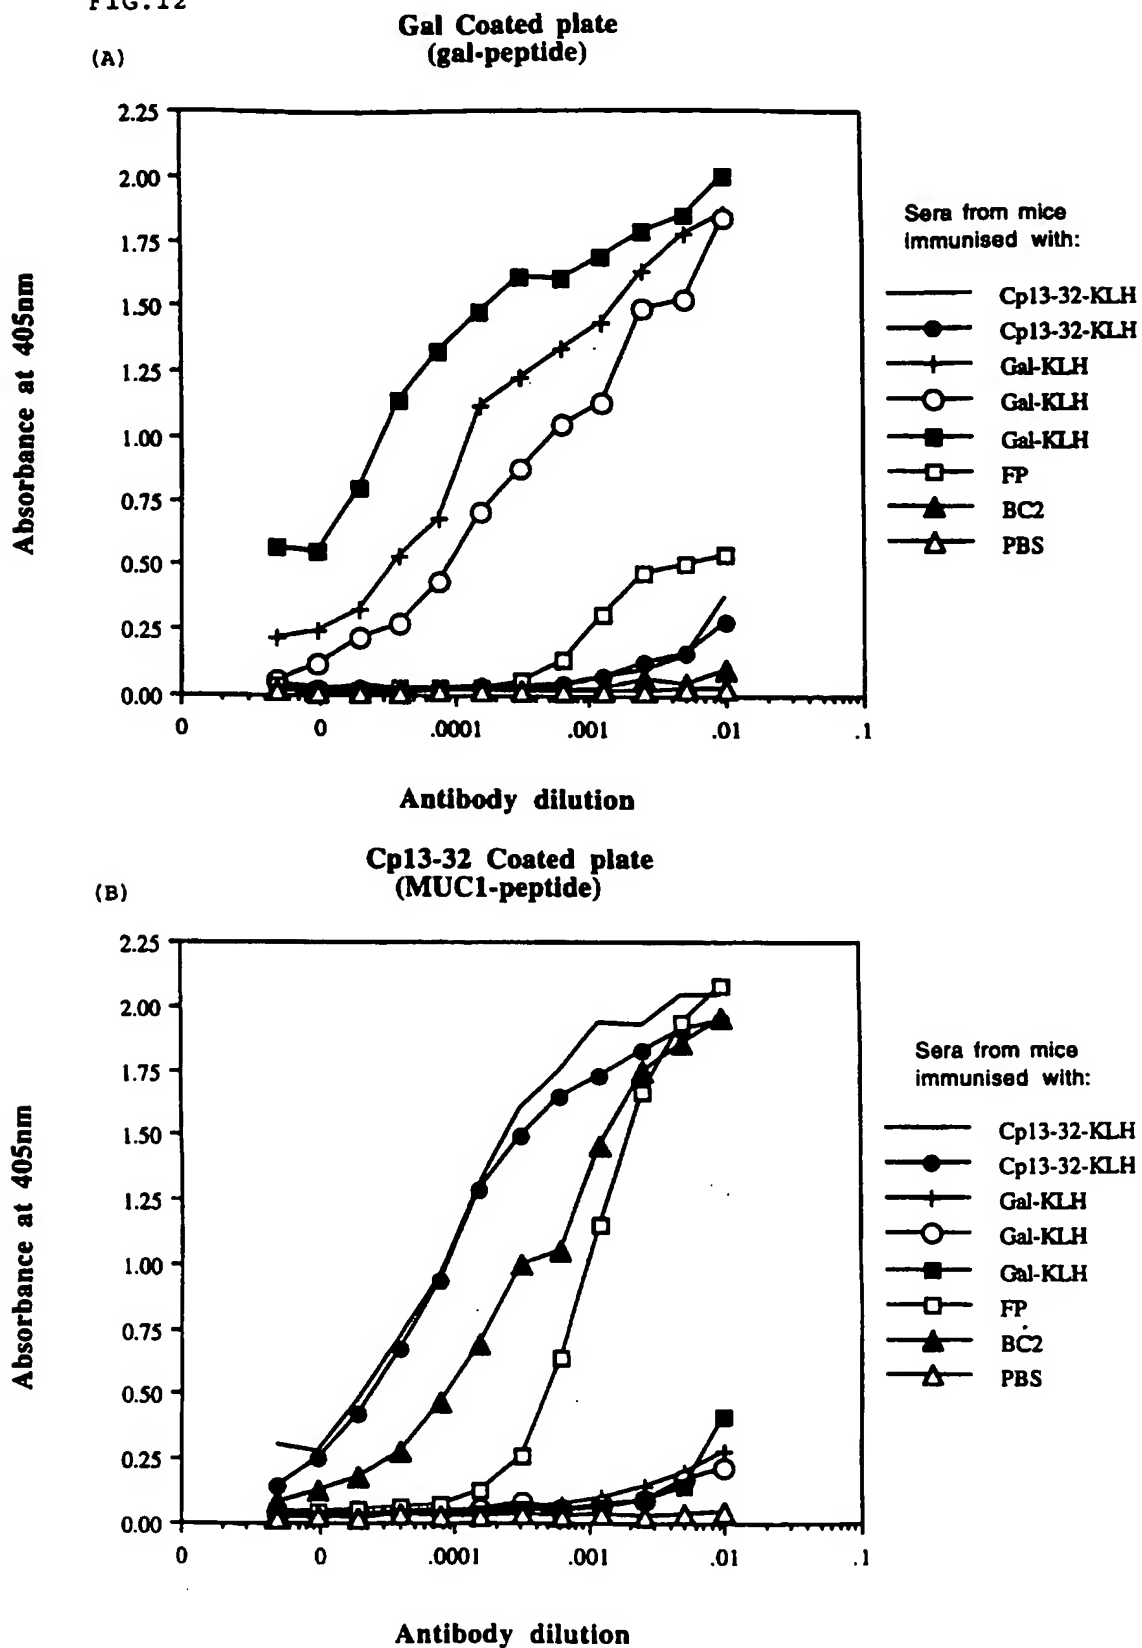 FIG.12
Gal Coated plate
(A)
(gal-peptide)
2.25
2.00
1.75
1.50
1.25
1.00
0.75
0.50
0.25
0.00
0
0
.0001
.001
.01
.1
Absorbance at 405nm
Antibody dilution
Sera from mice
immunised with:
Cp13-32-KLH
Cp13-32-KLH
Gal-KLH
Gal-KLH
Gal-KLH
FP
BC2
PBS
Cp13-32 Coated plate
(B)
(MUC1-peptide)
2.25
2.00
1.75
1.50
1.25
1.00
0.75
0.50
0.25
0.00
0
0
.0001
.001
.01
.1
Absorbance at 405nm
Antibody dilution
Sera from mice
immunised with:
Cp13-32-KLH
Cp13-32-KLH
Gal-KLH
Gal-KLH
Gal-KLH
FP
BC2
PBS